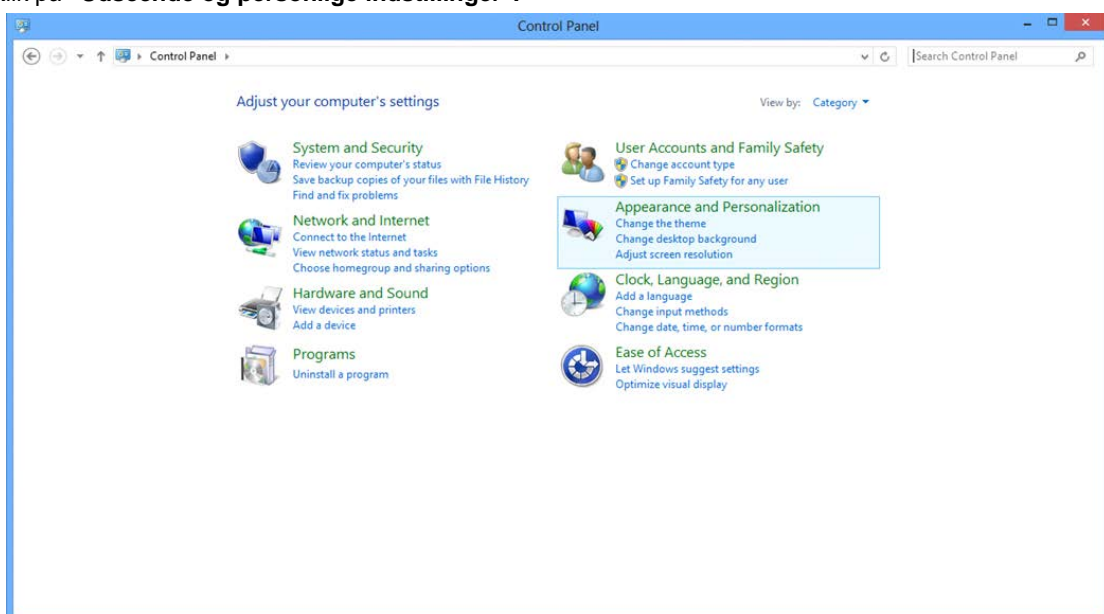 på "Udseende og personlige indstillinger".
Control Panel
Control Panel
Search Control Panel
Adjust your computer's settings
View by: Category
System and Security
Review your computer's status
Save backup copies of your files with File History
Find and fix problems
Network and Internet
Connect to the Internet
View network status and tasks
Choose homegroup and sharing options
Hardware and Sound
View devices and printers
Add a device
Programs
Uninstall a program
User Accounts and Family Safety
Change account type
Set up Family Safety for any user
Appearance and Personalization
Change the theme
Change desktop background
Adjust screen resolution
Clock, Language, and Region
Add a language
Change input methods
Change date, time, or number formats
Ease of Access
Let Windows suggest settings
Optimize visual display